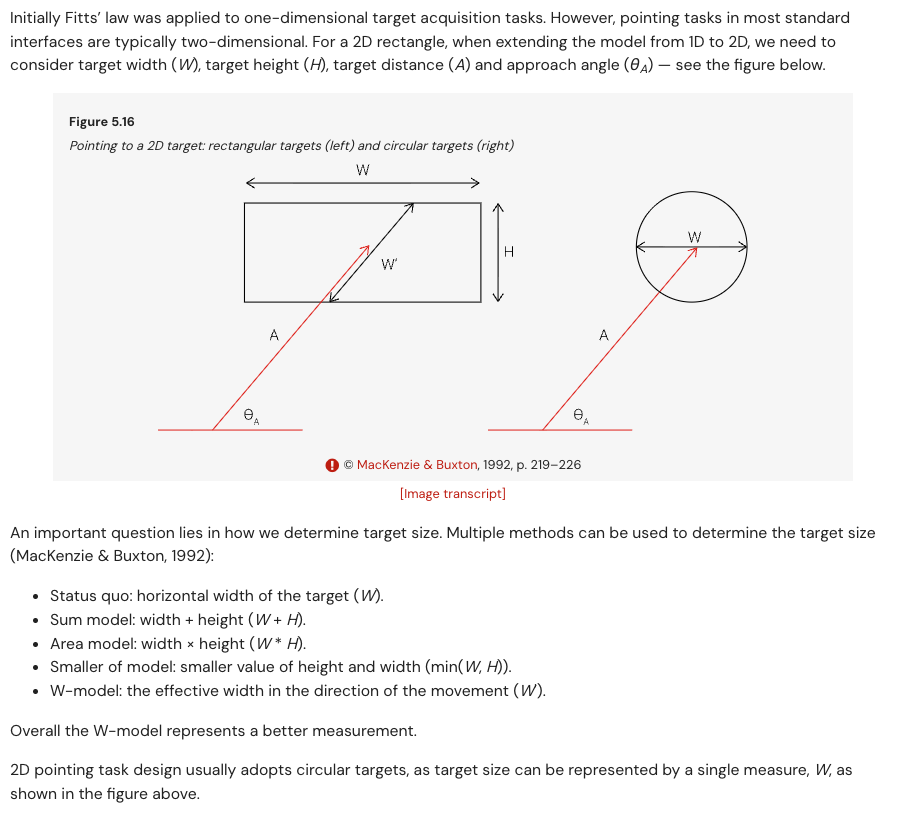 Initially Fitts’ law was applied to one-dimensional target acquisition tasks. However, pointing tasks in most standard
interfaces are typically two-dimensional. For a 2D rectangle, when extending the model from 1D to 2D, we need to
consider target width (W), target height (H), target distance (A) and approach angle (θA) — see the figure below.
Figure 5.16
Pointing to a 2D target: rectangular targets (left) and circular targets (right)
W
H
W'
A
θA
W
A
θA
© MacKenzie & Buxton, 1992, p. 219–226
[Image transcript]
An important question lies in how we determine target size. Multiple methods can be used to determine the target size
(MacKenzie & Buxton, 1992):
• Status quo: horizontal width of the target (W).
• Sum model: width + height (W + H).
• Area model: width × height (W * H).
• Smaller of model: smaller value of height and width (min(W, H)).
• W-model: the effective width in the direction of the movement (W').
Overall the W-model represents a better measurement.
2D pointing task design usually adopts circular targets, as target size can be represented by a single measure, W, as
shown in the figure above.